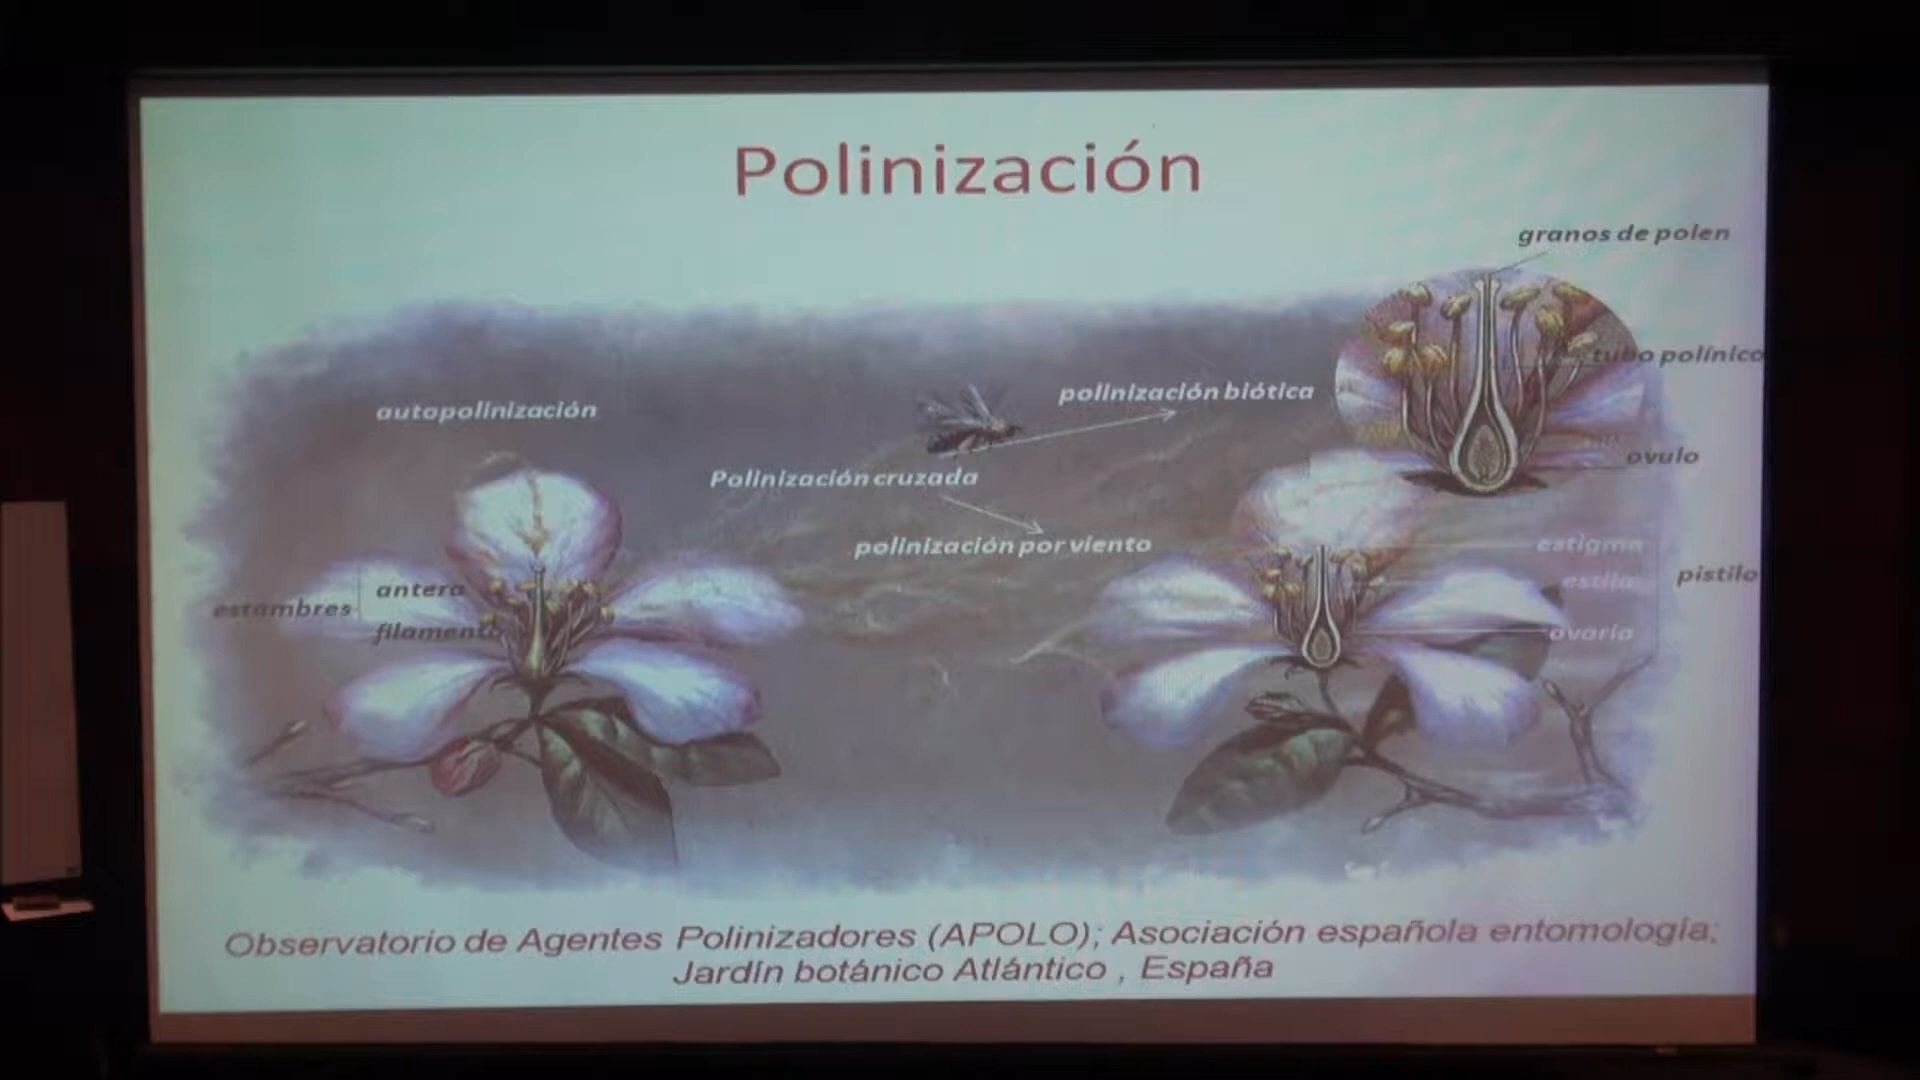 Polinización
granos de polen
tubo polínico
polinización biótica
autopolinización
ovulo
Polinización cruzada
polinización por viento
estigma
estilo
pistilo
antera
estambres
filamento
ovario
Observatorio de Agentes Polinizadores (APOLO); Asociación española entomología;
Jardín botánico Atlántico , España